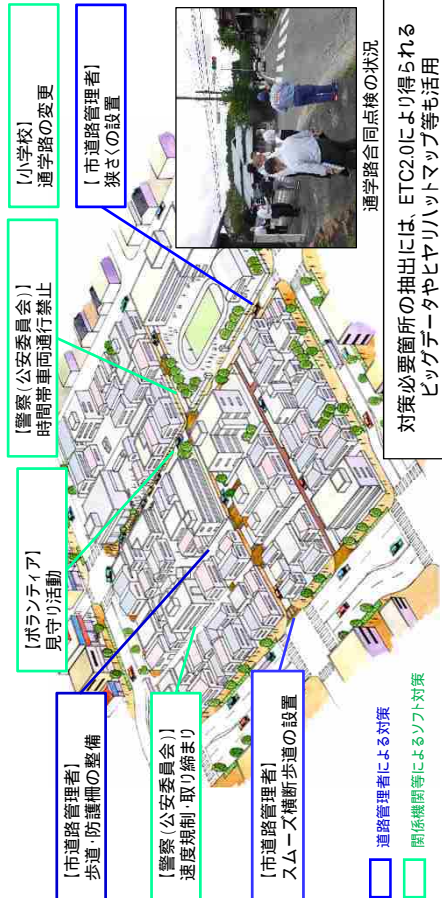 【市道路管理者】
歩道・防護柵の整備
【ボランティア】
見守り活動
【警察（公安委員会）】
時間帯車両通行禁止
【小学校】
通学路の変更
【警察（公安委員会）】
速度規制・取り締まり
【市道路管理者】
狭さくの設置
【市道路管理者】
スムーズ横断歩道の設置
通学路合同点検の状況
道路管理者による対策
関係機関等によるソフト対策
対策必要箇所の抽出には、ETC2.0により得られる
ビッグデータやヒヤリハットマップ等も活用